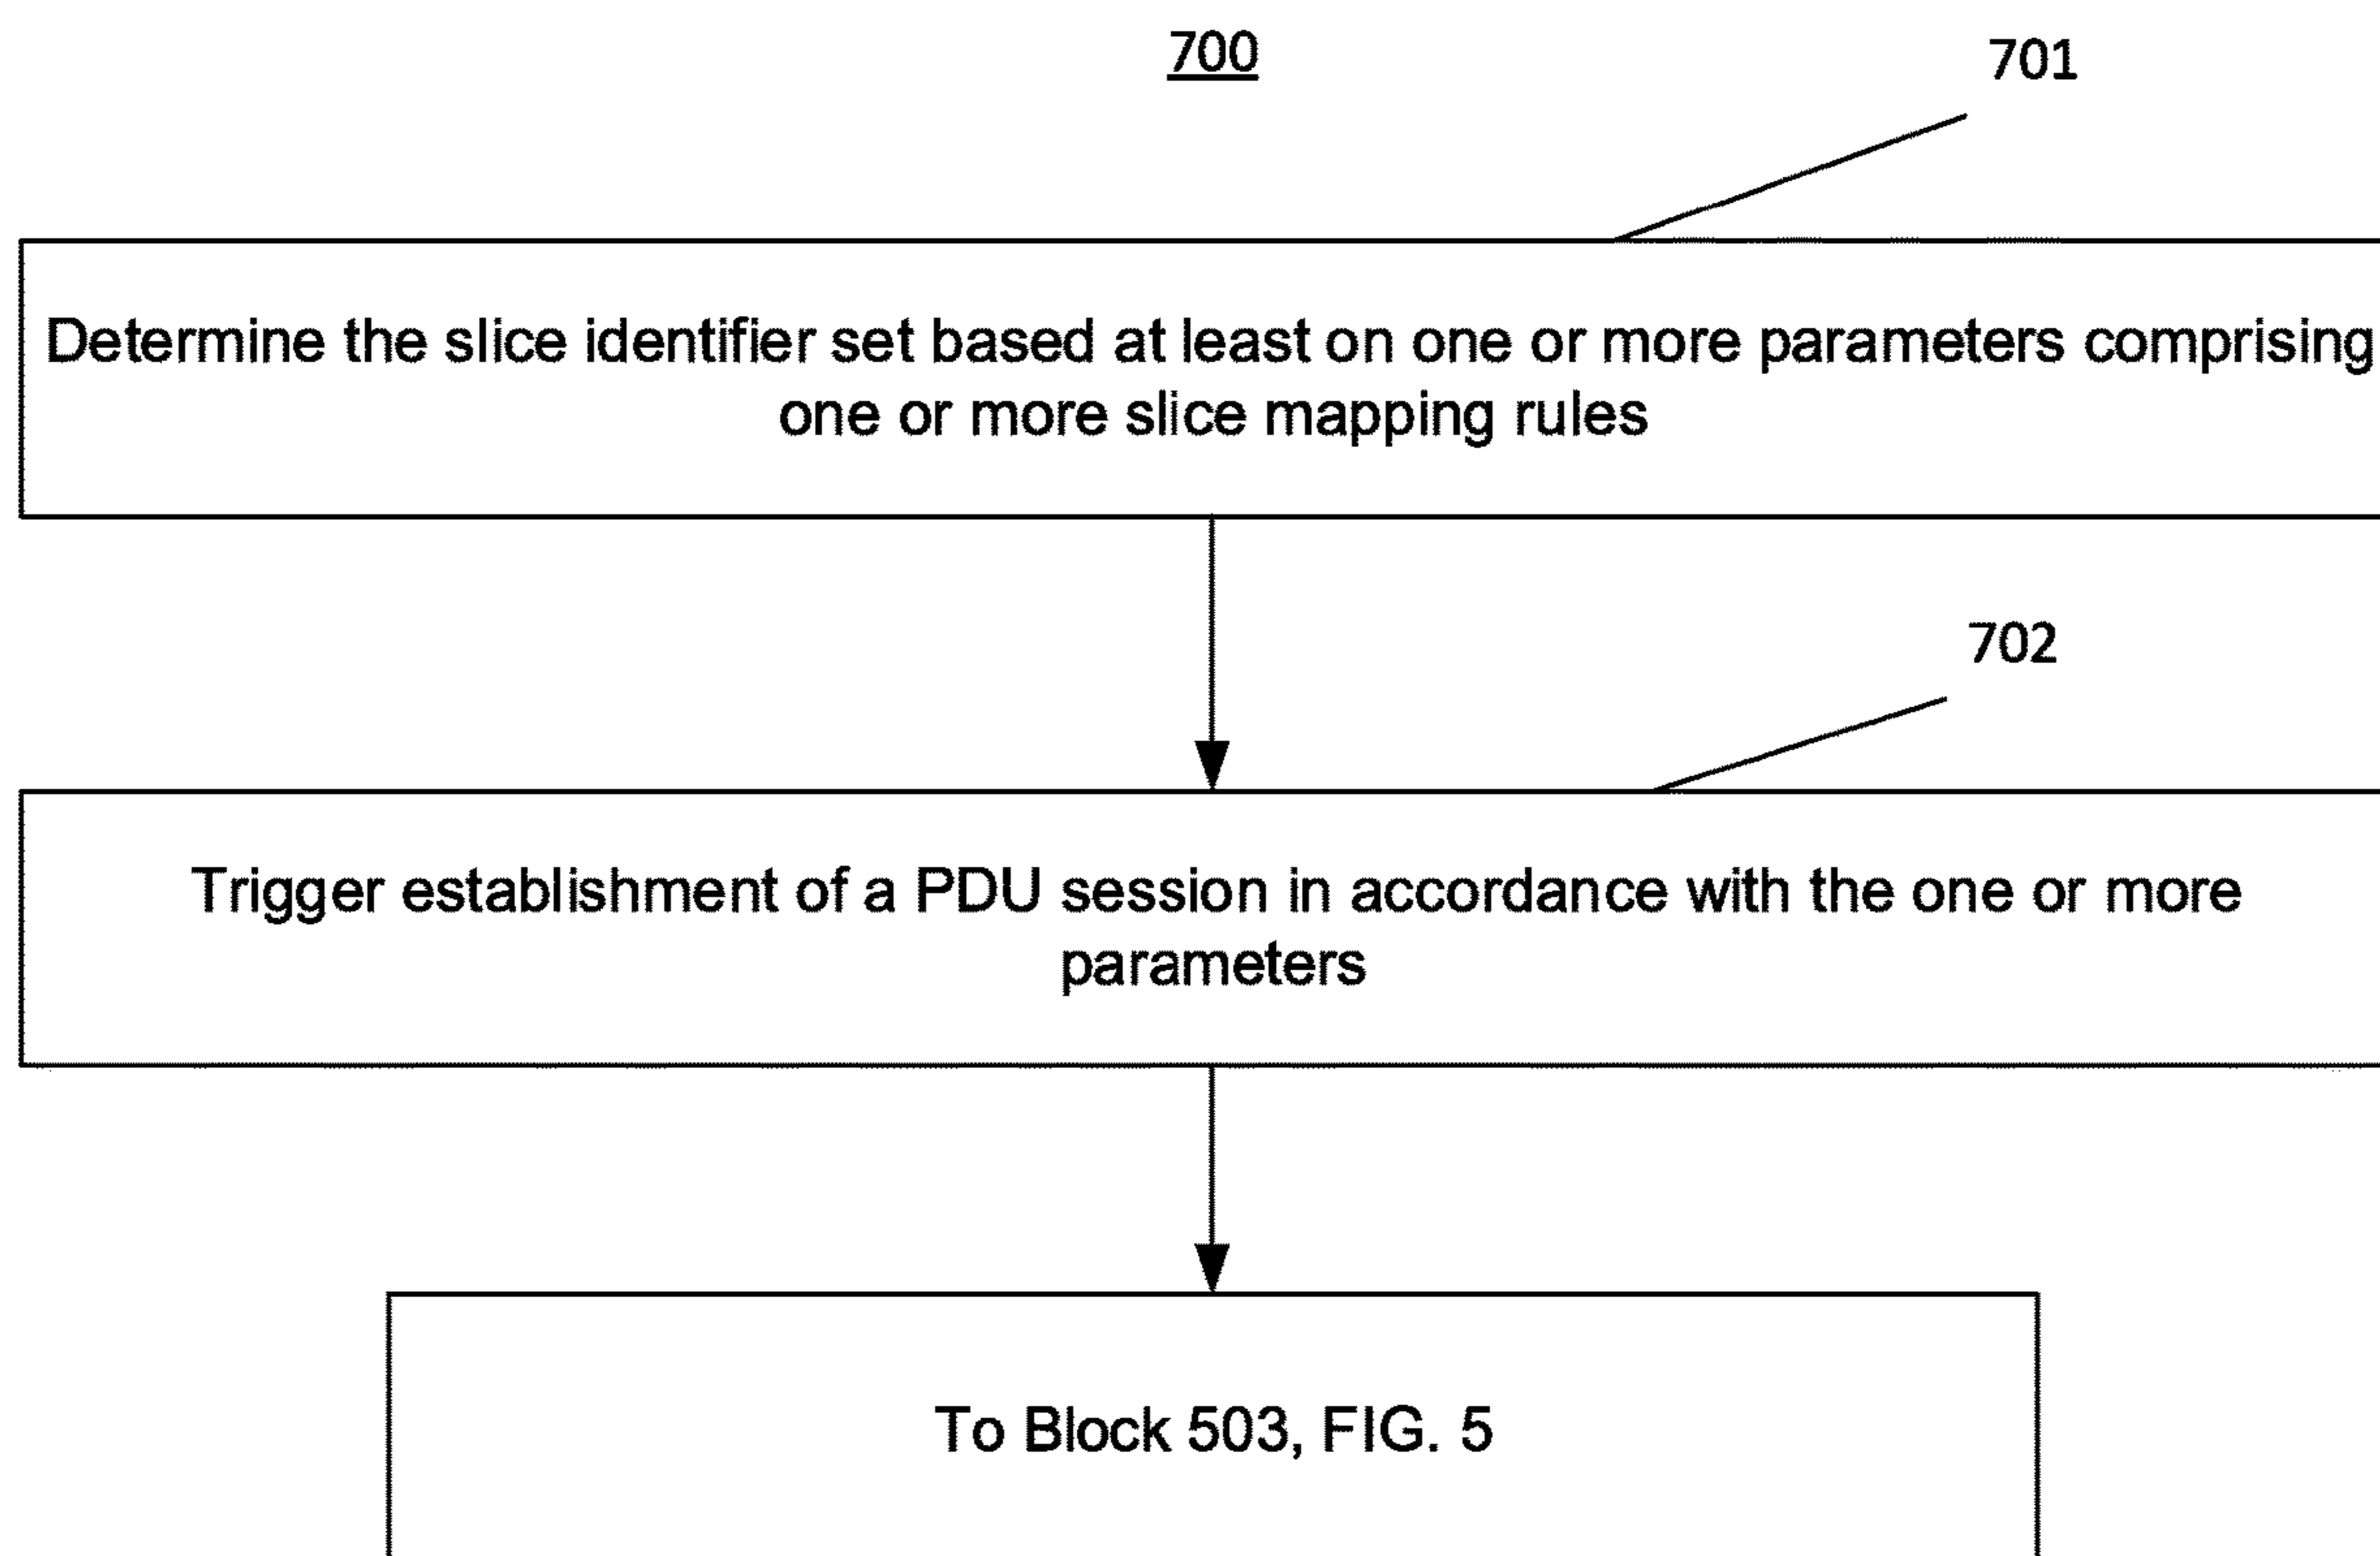 700
701
Determine the slice identifier set based at least on one or more parameters comprising
one or more slice mapping rules
702
Trigger establishment of a PDU session in accordance with the one or more
parameters
To Block 503, FIG. 5